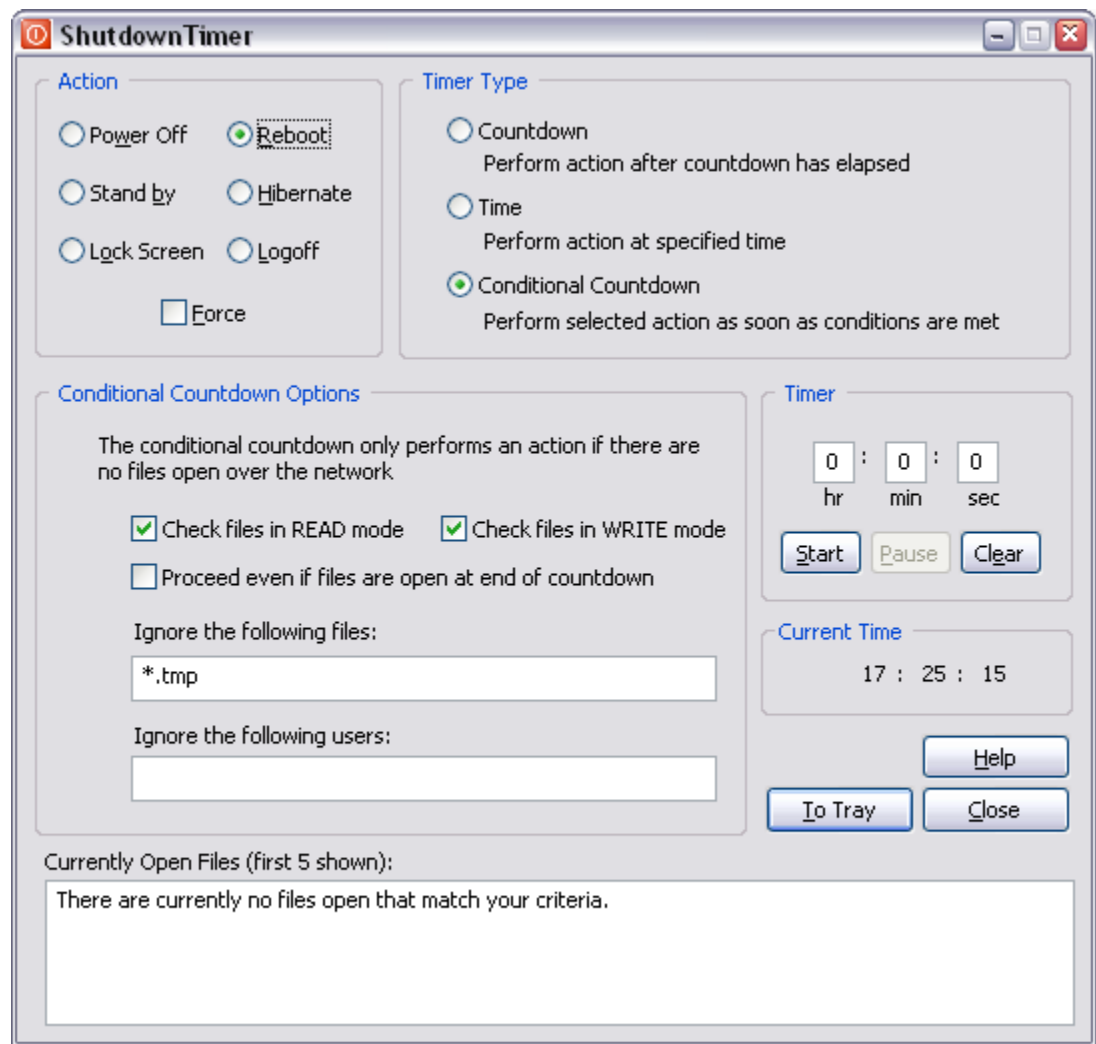 ShutdownTimer
Action
Power Off
Reboot
Stand by
Hibernate
Lock Screen
Logoff
Force
Timer Type
Countdown
Perform action after countdown has elapsed
Time
Perform action at specified time
Conditional Countdown
Perform selected action as soon as conditions are met
Conditional Countdown Options
The conditional countdown only performs an action if there are
no files open over the network
Check files in READ mode
Check files in WRITE mode
Proceed even if files are open at end of countdown
Ignore the following files:
*.tmp
Ignore the following users:
Timer
0 : 0 : 0
hr min sec
Start Pause Clear
Current Time
17 : 25 : 15
Help
To Tray
Close
Currently Open Files (first 5 shown):
There are currently no files open that match your criteria.